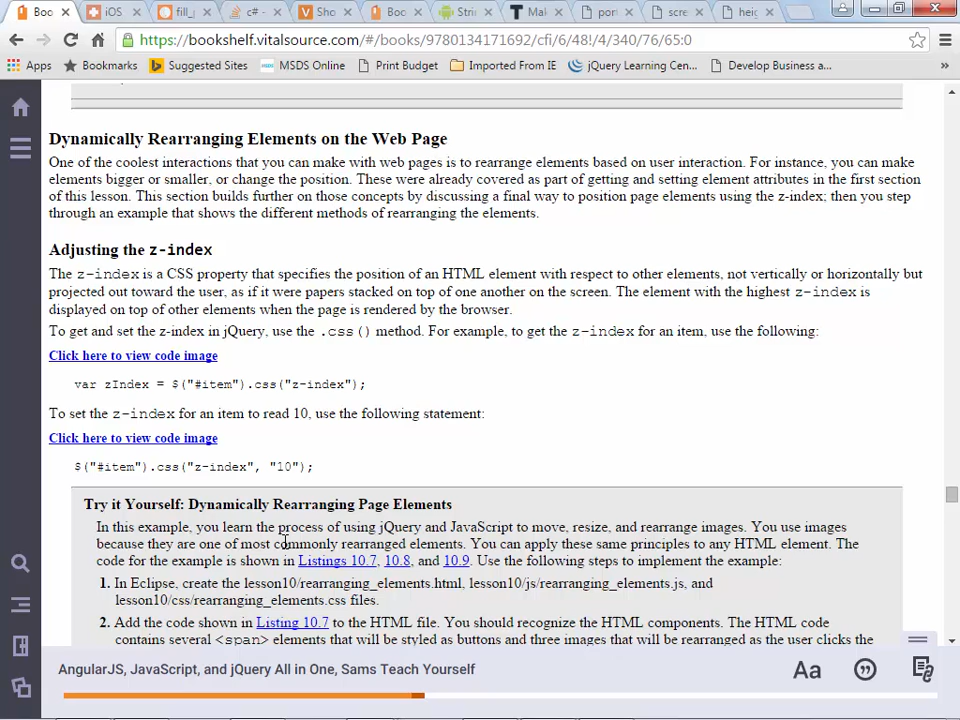 Boo
iOS
fill_
c# -
Sho
Boo
Strin
Mak
port
scre
heig
https://bookshelf.vitalsource.com/#/books/9780134171692/cfi/6/48!/4/340/76/65:0
Apps
Bookmarks
Suggested Sites
MSDS Online
Print Budget
Imported From IE
jQuery Learning Cen...
Develop Business a...
»
Dynamically Rearranging Elements on the Web Page
One of the coolest interactions that you can make with web pages is to rearrange elements based on user interaction. For instance, you can make
elements bigger or smaller, or change the position. These were already covered as part of getting and setting element attributes in the first section
of this lesson. This section builds further on those concepts by discussing a final way to position page elements using the z-index; then you step
through an example that shows the different methods of rearranging the elements.
Adjusting the z-index
The z-index is a CSS property that specifies the position of an HTML element with respect to other elements, not vertically or horizontally but
projected out toward the user, as if it were papers stacked on top of one another on the screen. The element with the highest z-index is
displayed on top of other elements when the page is rendered by the browser.
To get and set the z-index in jQuery, use the .css() method. For example, to get the z-index for an item, use the following:
Click here to view code image
var zIndex = $("#item").css("z-index");
To set the z-index for an item to read 10, use the following statement:
Click here to view code image
$("#item").css("z-index", "10");
Try it Yourself: Dynamically Rearranging Page Elements
In this example, you learn the process of using jQuery and JavaScript to move, resize, and rearrange images. You use images
because they are one of most commonly rearranged elements. You can apply these same principles to any HTML element. The
code for the example is shown in Listings 10.7, 10.8, and 10.9. Use the following steps to implement the example:
1. In Eclipse, create the lesson10/rearranging_elements.html, lesson10/js/rearranging_elements.js, and
lesson10/css/rearranging_elements.css files.
2. Add the code shown in Listing 10.7 to the HTML file. You should recognize the HTML components. The HTML code
contains several <span> elements that will be styled as buttons and three images that will be rearranged as the user clicks the
AngularJS, JavaScript, and jQuery All in One, Sams Teach Yourself
Aa